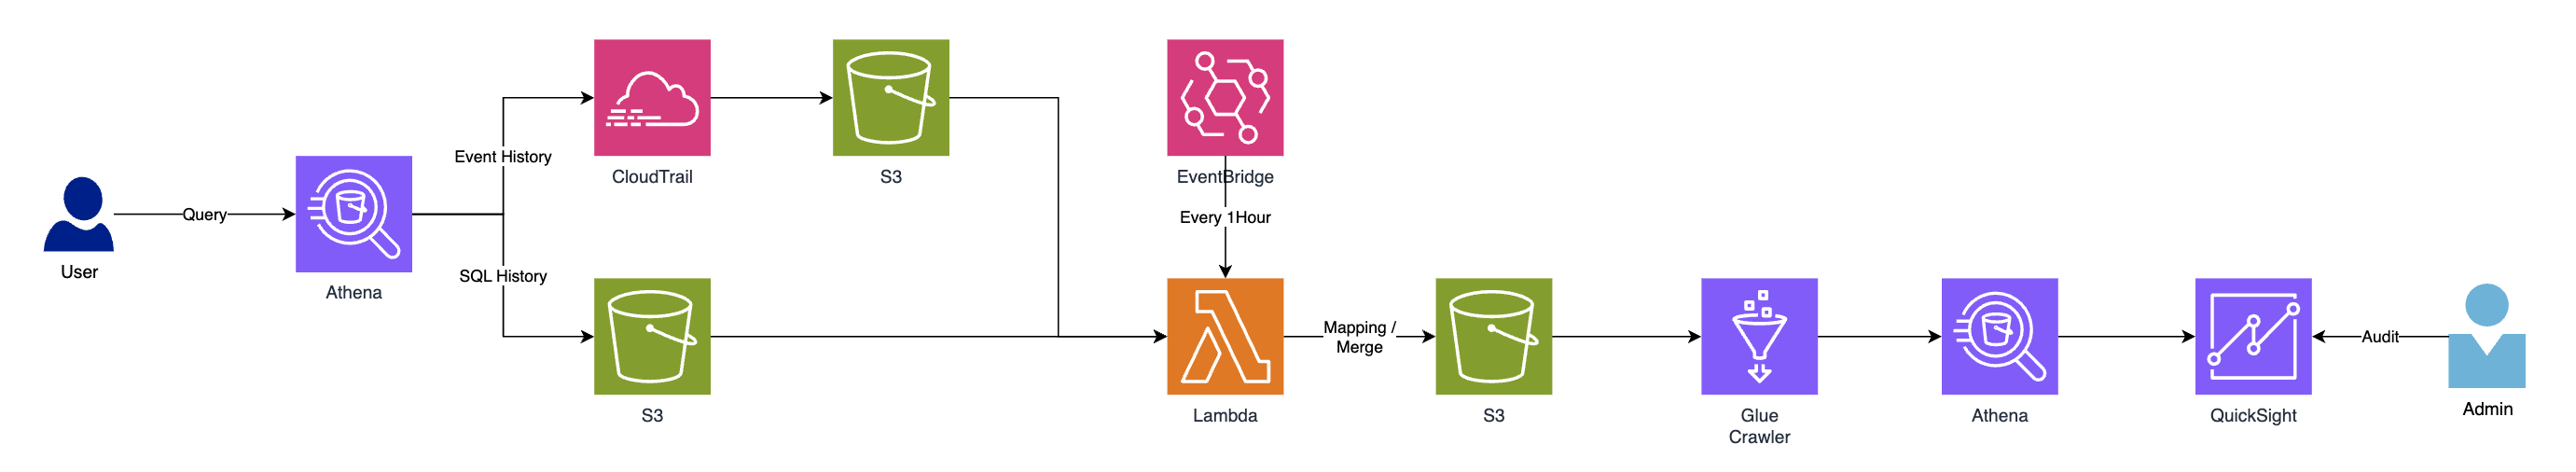 User
Query
Athena
Event History
SQL History
CloudTrail
S3
S3
EventBridge
Every 1Hour
Lambda
Mapping /
Merge
S3
Glue
Crawler
Athena
QuickSight
Audit
Admin